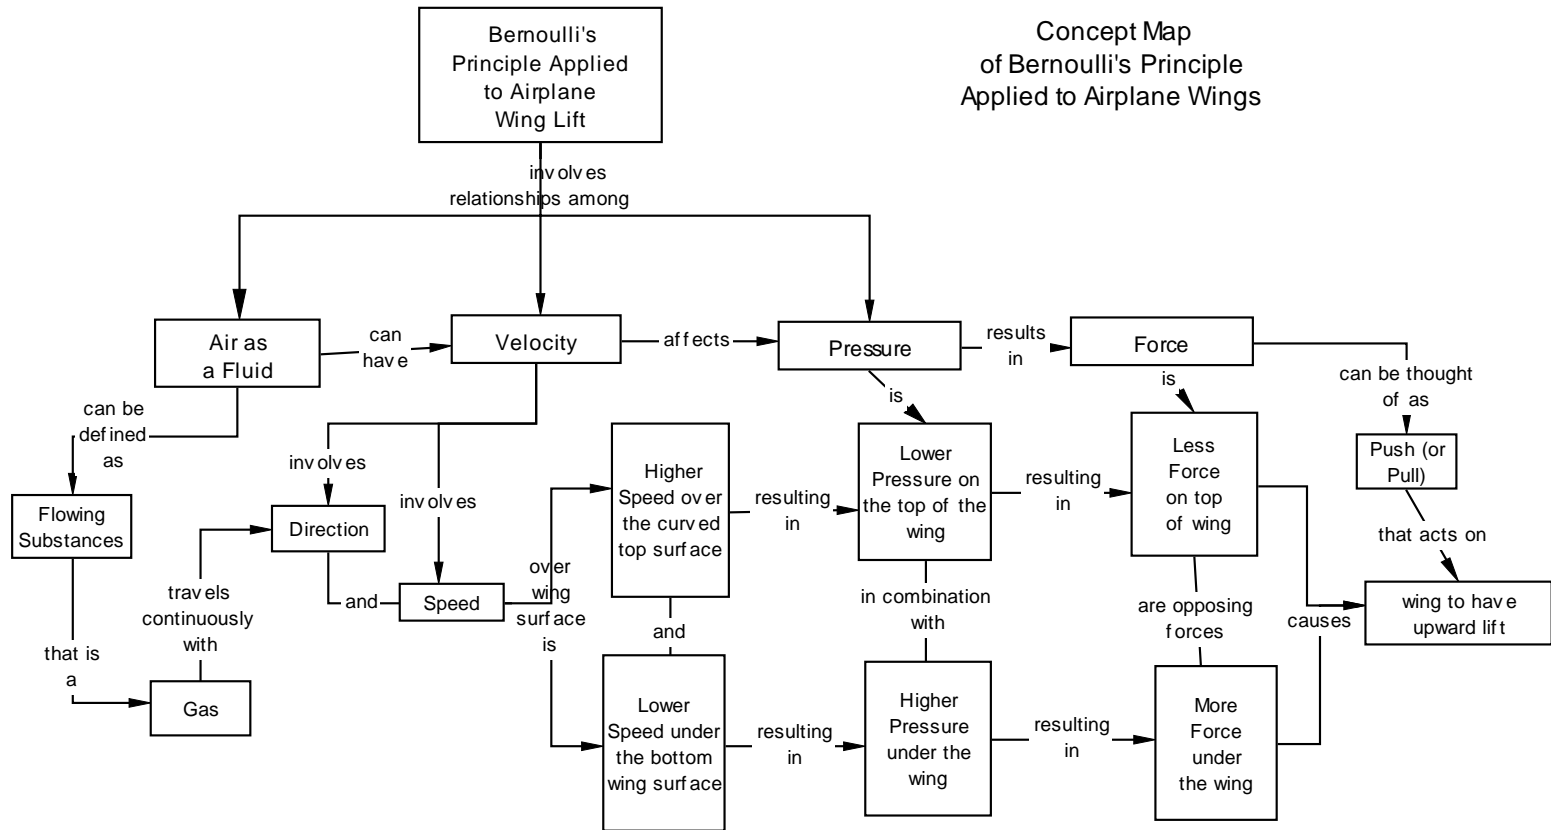 Bernoulli's
Principle Applied
to Airplane
Wing Lift
Concept Map
of Bernoulli's Principle
Applied to Airplane Wings
involves
relationships among
Air as
a Fluid
can
have
Velocity
affects
Pressure
results
in
Force
can be thought
of as
can be
defined
as
is
is
Push (or
Pull)
involves
involves
Higher
Speed over
the curved
top surface
resulting
in
Lower
Pressure on
the top of the
wing
resulting
in
Less
Force
on top
of wing
Flowing
Substances
Direction
that acts on
travels
continuously
with
and
Speed
over
wing
surface
is
and
in combination
with
are opposing
forces
causes
wing to have
upward lift
that is
a
Gas
Lower
Speed under
the bottom
wing surface
resulting
in
Higher
Pressure
under the
wing
resulting
in
More
Force
under
the wing